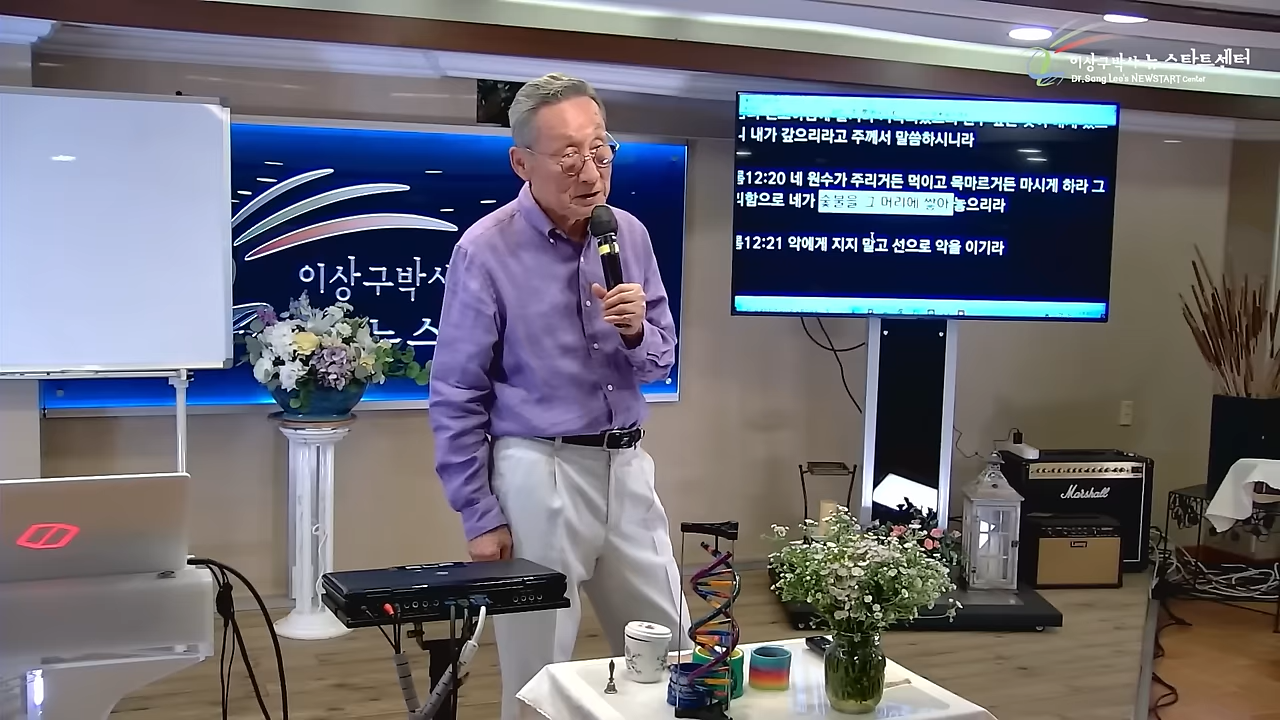 이상구박사 뉴스타트센터
Dr. Sang Lee's NEWSTART Center
이상구박사
뉴스
내가 갚으리라고 주께서 말씀하시니라
12:20 네 원수가 주리거든 먹이고 목마르거든 마시게 하라 그
리함으로 네가 숯불을 그 머리에 쌓아 놓으리라
12:21 악에게 지지 말고 선으로 악을 이기라
Marshall
Laney